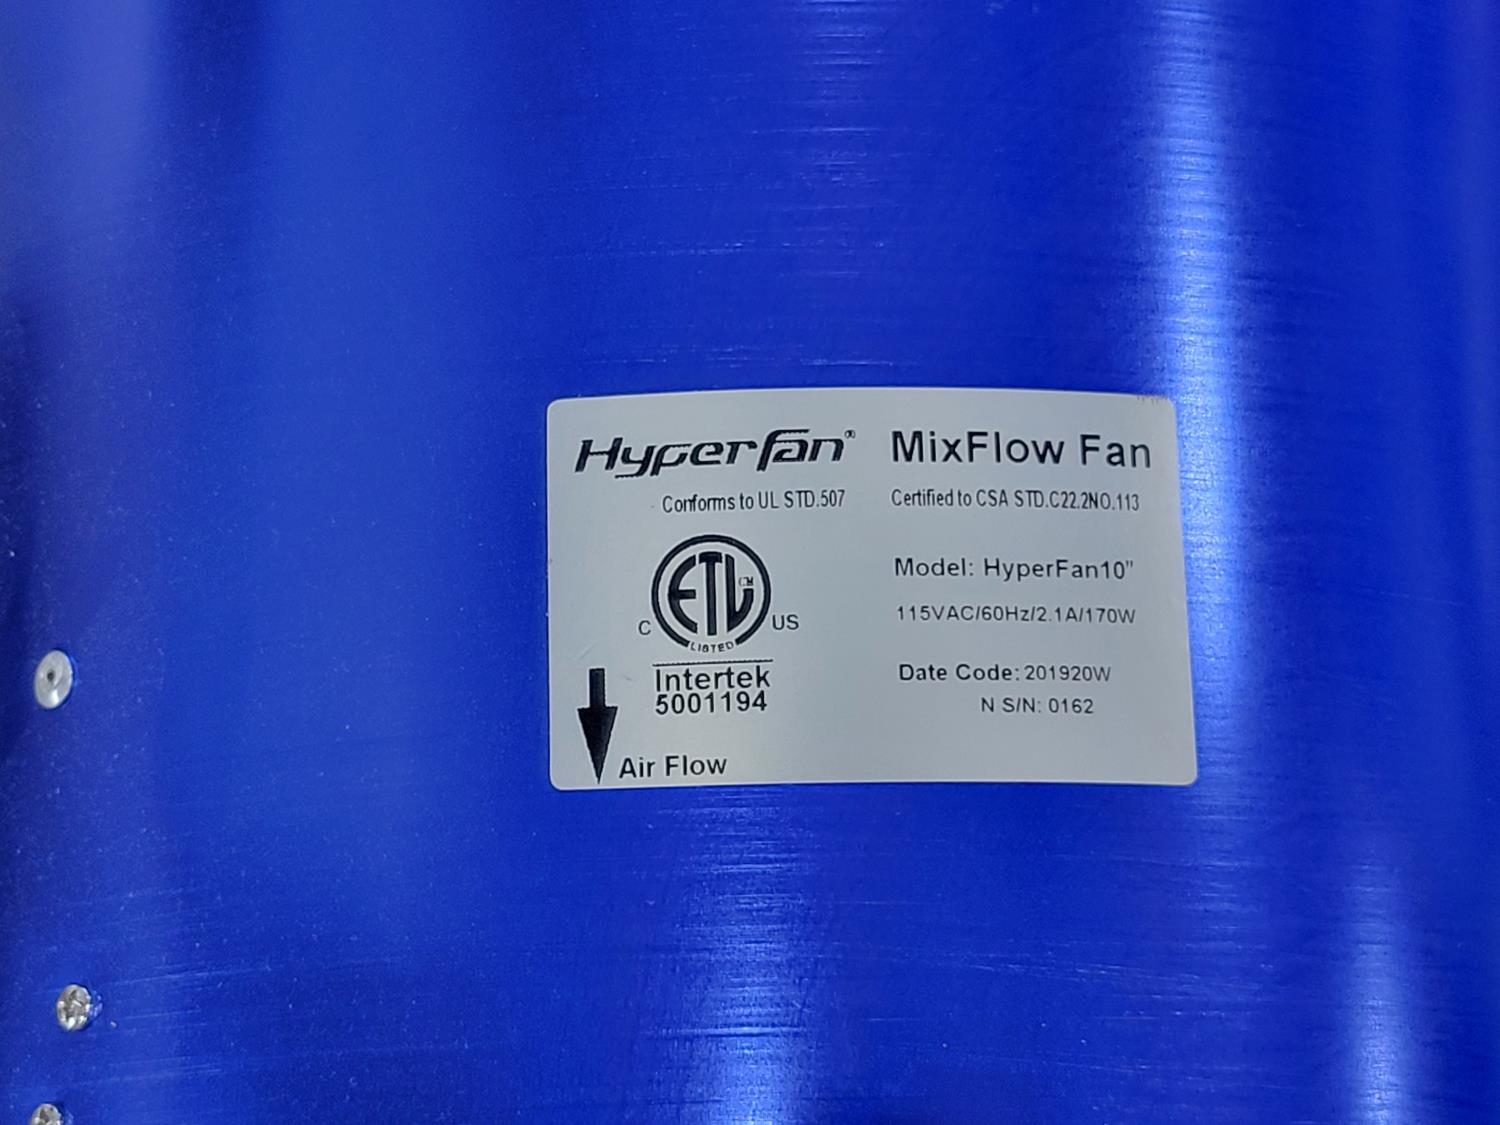 Hyperfan® MixFlow Fan
Conforms to UL STD.507 Certified to CSA STD.C22.2NO.113
ETL CM
C US
LISTED
Intertek
5001194
Air Flow
Model: HyperFan10"
115VAC/60Hz/2.1A/170W
Date Code: 201920W
N S/N: 0162